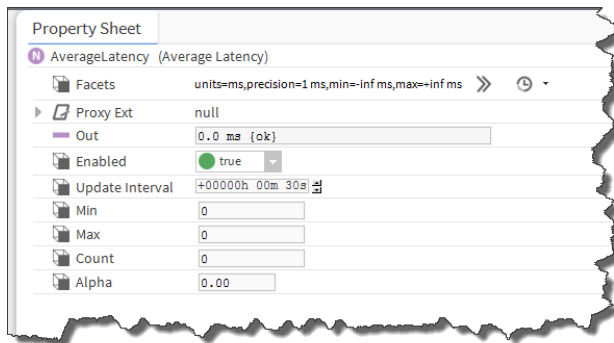 Property Sheet
N AverageLatency (Average Latency)
Facets units=ms,precision=1 ms,min=-inf ms,max=+inf ms
Proxy Ext null
Out 0.0 ms {ok}
Enabled true
Update Interval +00000h 00m 30s
Min 0
Max 0
Count 0
Alpha 0.00